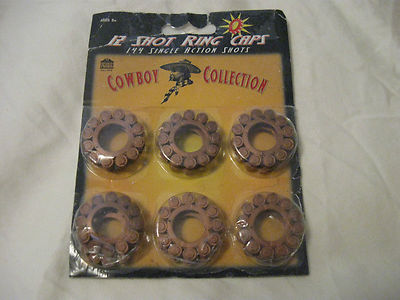 12 SHOT RING CAPS
144 SINGLE ACTION SHOTS
COWBOY COLLECTION